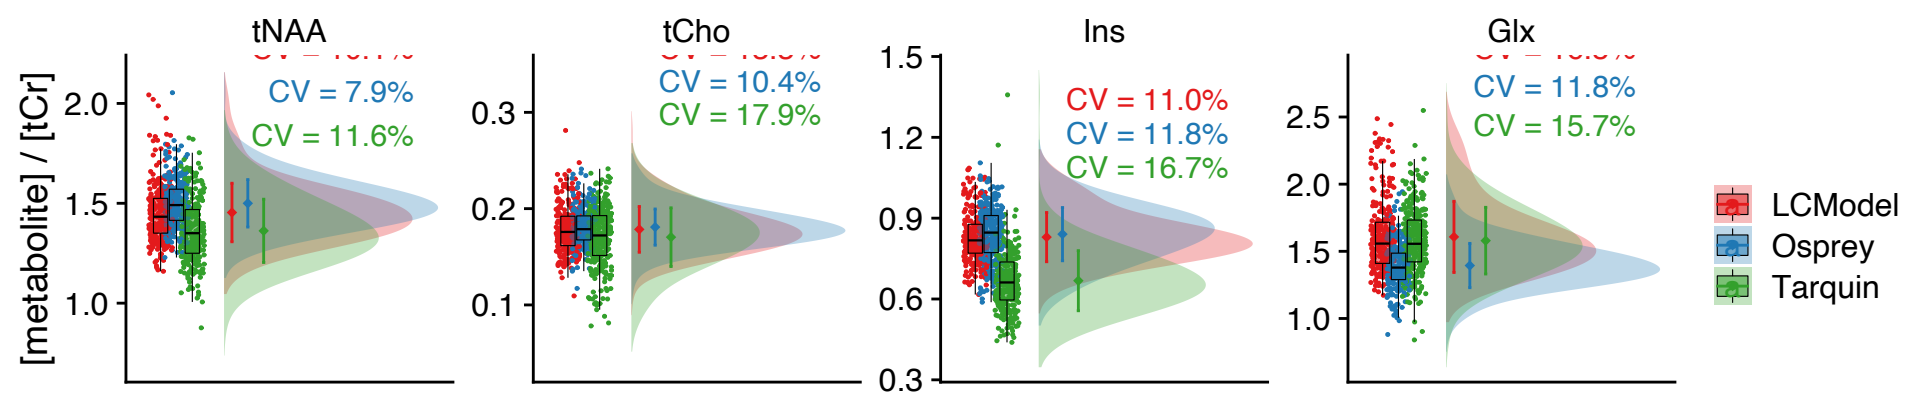 tNAA
tCho
Ins
Glx
[metabolite] / [tCr]
2.0
1.5
1.0
CV =
CV = 7.9%
CV = 11.6%
0.3
0.2
0.1
CV =
CV = 10.4%
CV = 17.9%
1.5
1.2
0.9
0.6
0.3
CV = 11.0%
CV = 11.8%
CV = 16.7%
2.5
2.0
1.5
1.0
CV =
CV = 11.8%
CV = 15.7%
LCModel
Osprey
Tarquin